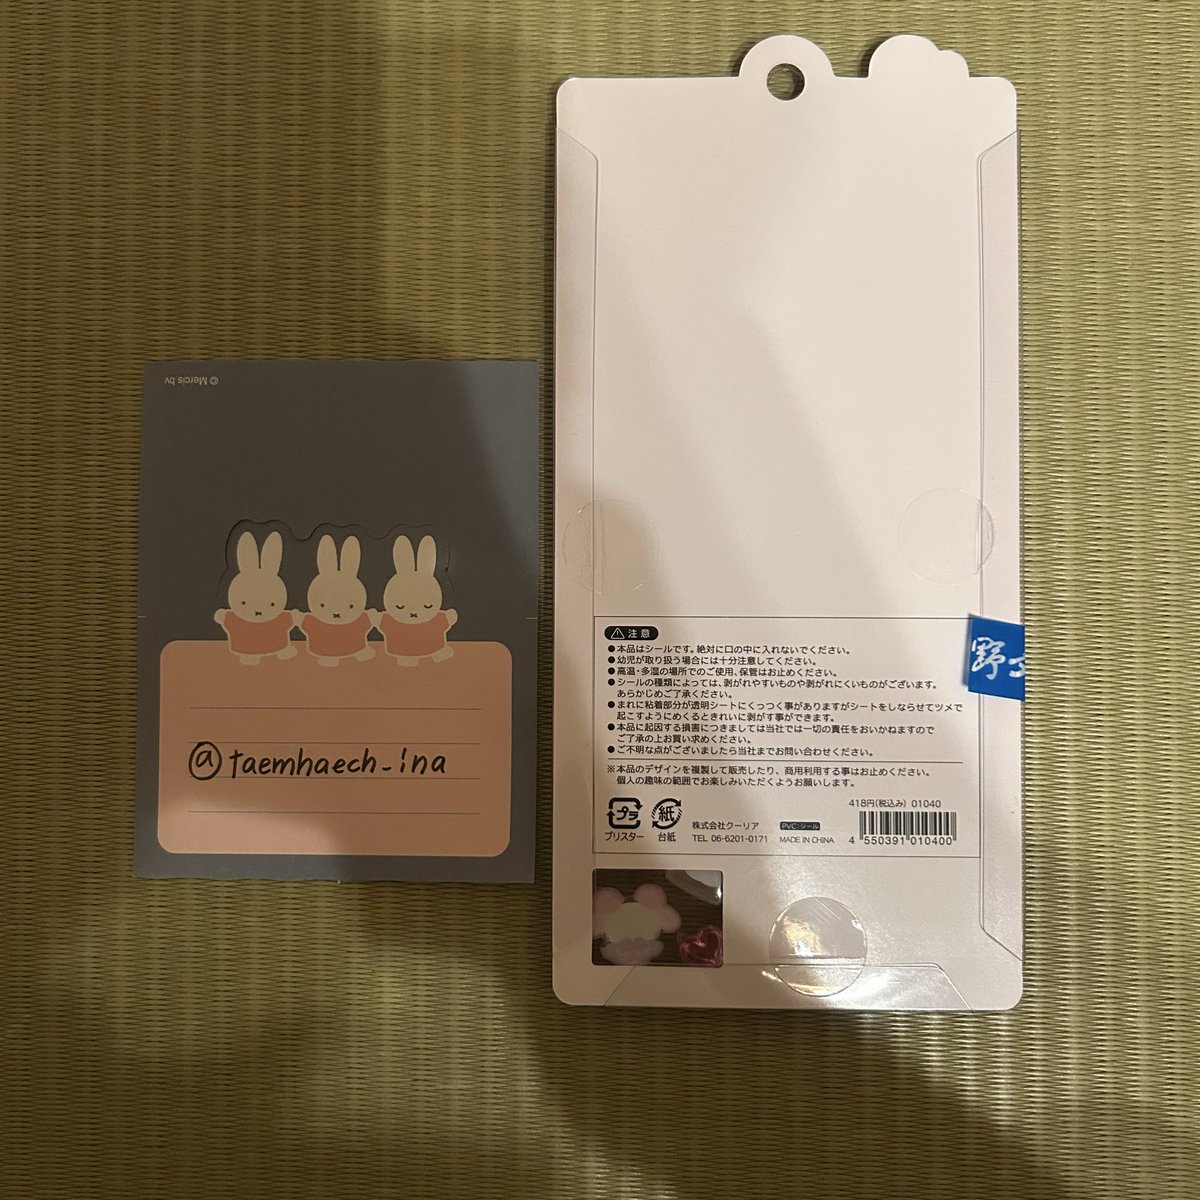 © Mercis bv
@taemhaech_ina
注意
●本品はシールです。絶対に口の中に入れないでください。
●幼児が取り扱う場合には十分注意してください。
●高温・多湿の場所でのご使用、保管はお止めください。
●シールの種類によっては、剥がれやすいものや剥がれにくいものがございます。
あらかじめご了承ください。
●まれに粘着部分が透明シートにくっつく事がありますがシートをしならせてツメで
起こすようにめくるときれいに剥がす事ができます。
●本品に起因する損害につきましては当社では一切の責任をおいかねますので
ご了承の上お買い求めください。
●ご不明な点がございましたら当社までお問い合わせください。
※本品のデザインを複製して販売したり、商用利用する事はお止めください。
個人の趣味の範囲でお楽しみいただくようお願いします。
プラ
ブリスター
紙
台紙
株式会社クーリア
TEL 06-6201-0171
PVC:シール
MADE IN CHINA
418円(税込み) 01040
4 550391 010400
野